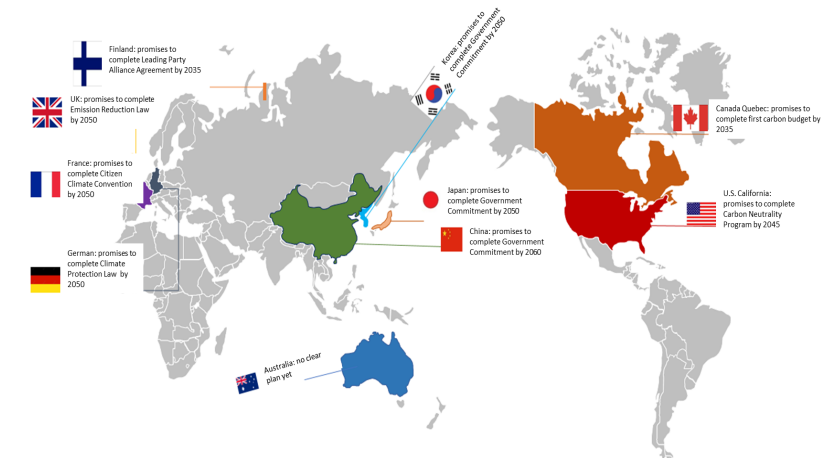 Finland: promises to
complete Leading Party
Alliance Agreement by 2035
UK: promises to complete
Emission Reduction Law
by 2050
France: promises to
complete Citizen
Climate Convention
by 2050
German: promises to
complete Climate
Protection Law by
2050
Korea: promises to
complete Government
Commitment by 2050
Japan: promises to
complete Government
Commitment by 2050
China: promises to
complete Government
Commitment by 2060
Australia: no clear
plan yet
Canada Quebec: promises to
complete first carbon budget by
2035
U.S. California:
promises to complete
Carbon Neutrality
Program by 2045